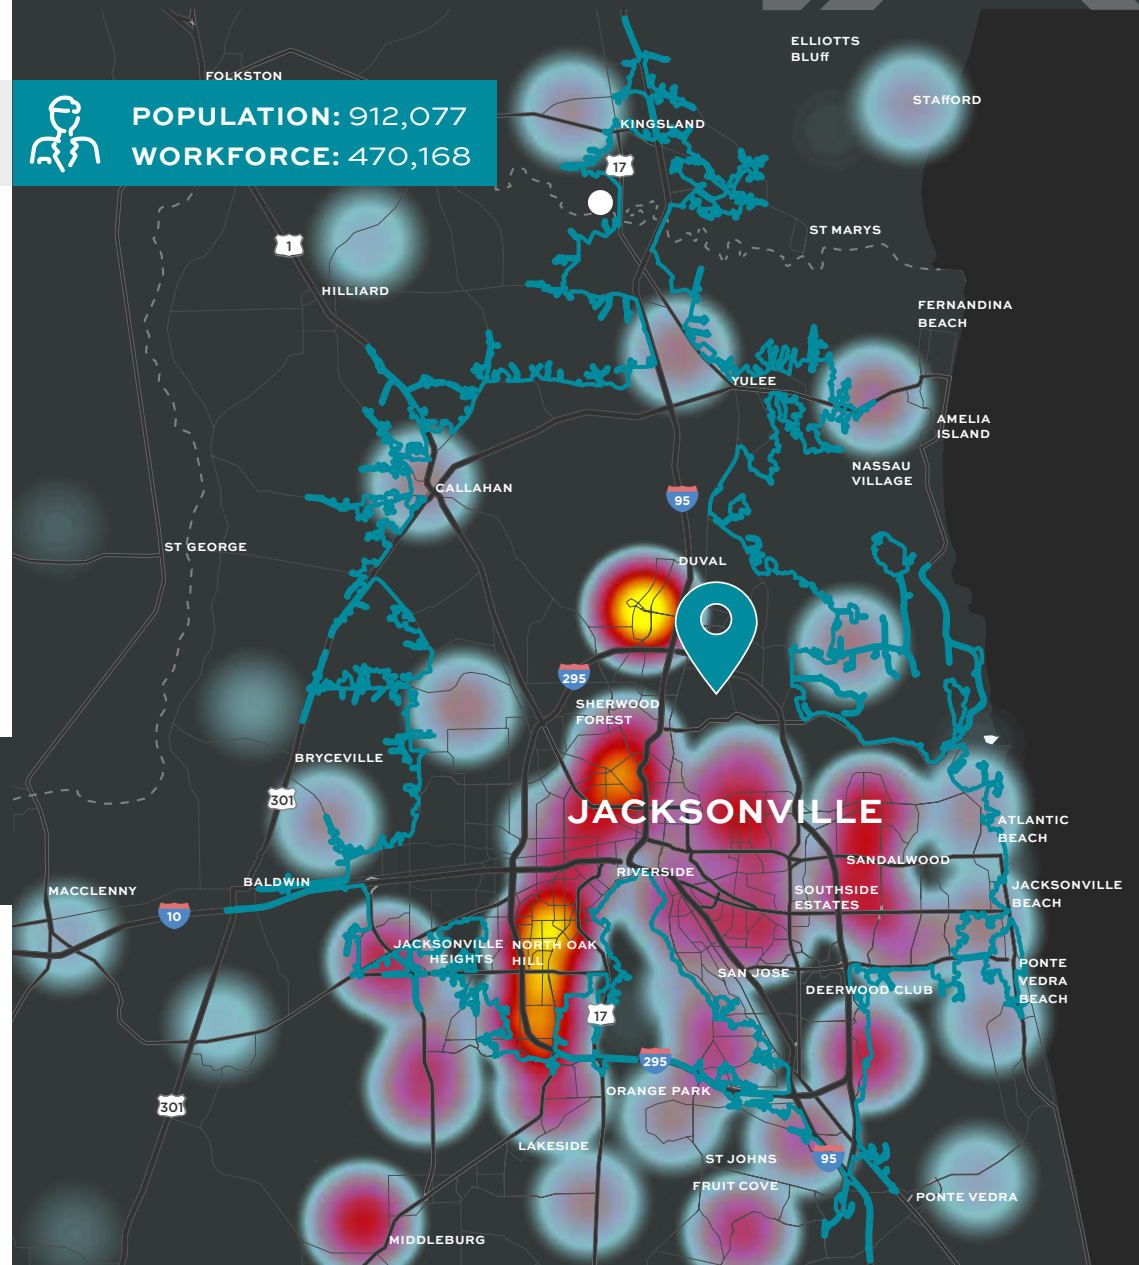 ELLIOTTS
BLUff
FOLKSTON
STAffORD
POPULATION: 912,077
KINGSLAND
WORKFORCE: 470,168
17
ST MARYS
1
HILLIARD
FERNANDINA
BEACH
YULEE
AMELIA
ISLAND
NASSAU
VILLAGE
CALLAHAN
95
ST GEORGE
DUVAL
295
SHERWOOD
FOREST
BRYCEVILLE
301
JACKSONVILLE
ATLANTIC
BEACH
SANDALWOOD
RIVERSIDE
BALDWIN
MACCLENNY
SOUTHSIDE
ESTATES
JACKSONVILLE
BEACH
10
JACKSONVILLE
HEIGHTS
NORTH OAK
HILL
SAN JOSE
PONTE
VEDRA
BEACH
DEERWOOD CLUB
17
295
ORANGE PARK
301
LAKESIDE
ST JOHNS
95
FRUIT COVE
PONTE VEDRA
MIDDLEBURG